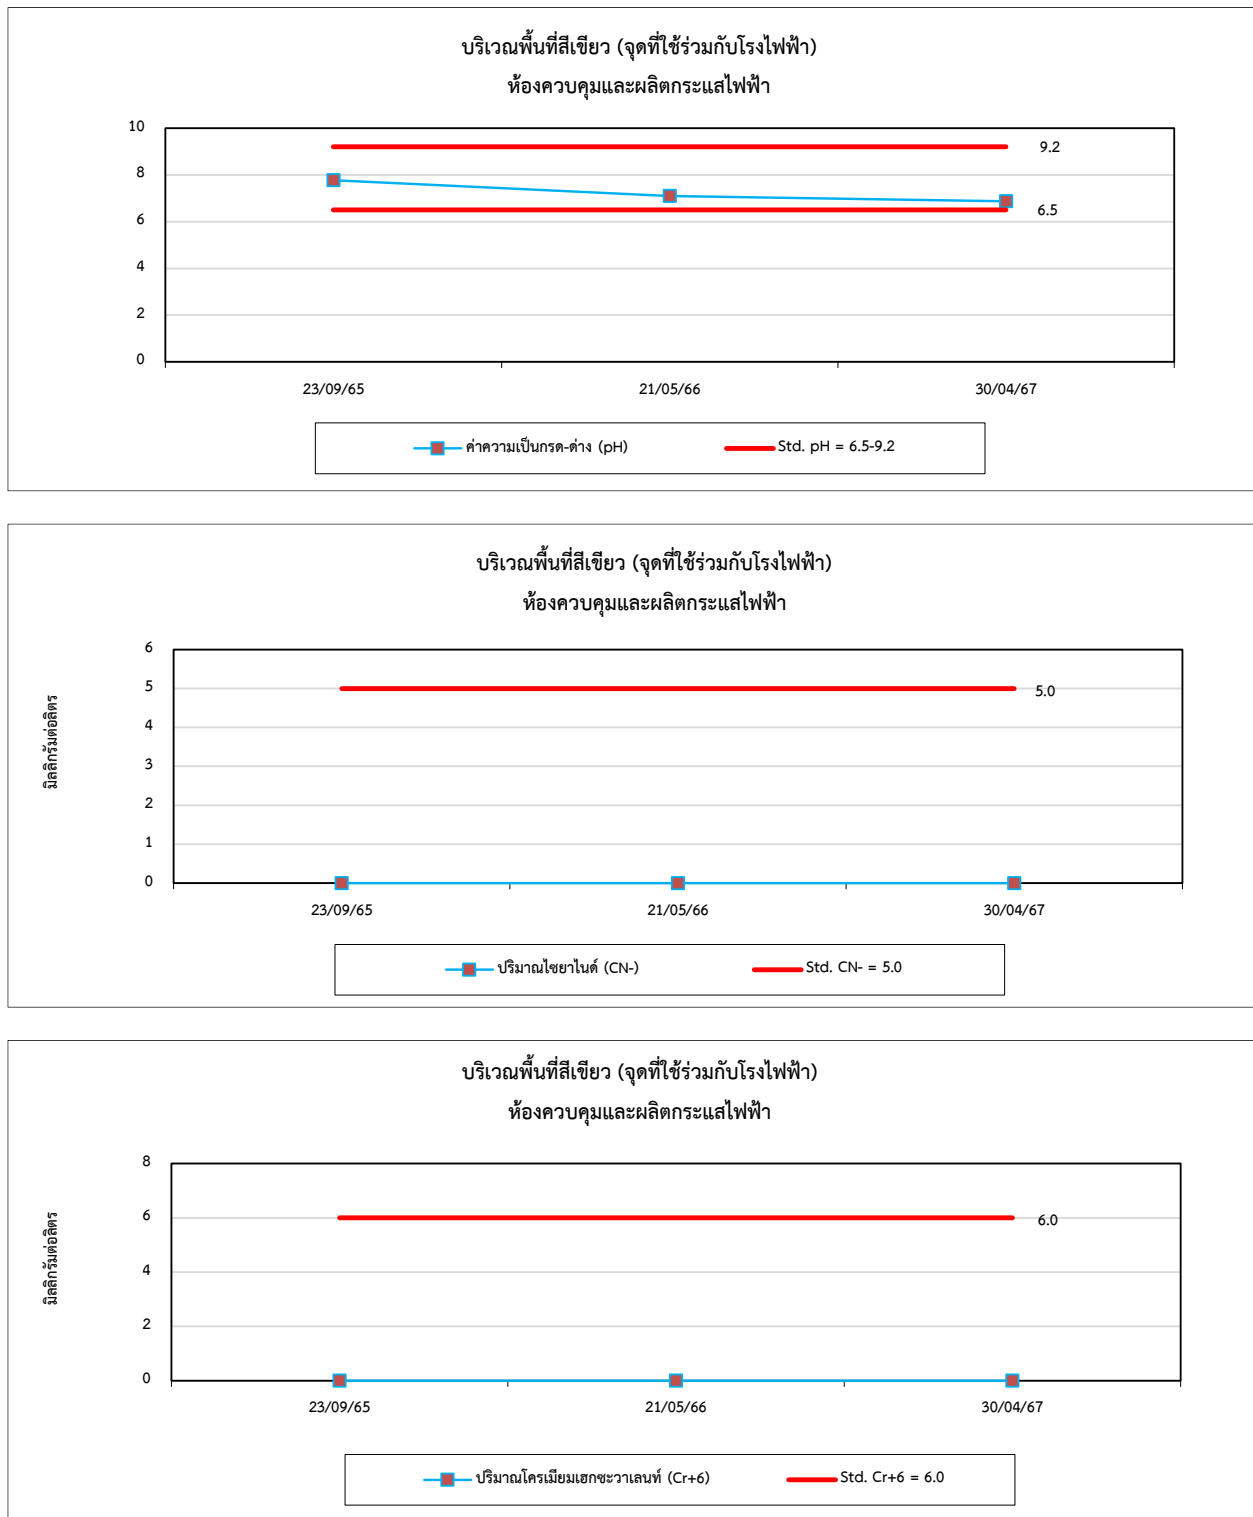 บริเวณพื้นที่สีเขียว (จุดที่ใช้ร่วมกับโรงไฟฟ้า)
ห้องควบคุมและผลิตกระแสไฟฟ้า
10
9.2
8
6.5
6
4
2
0
23/09/65 21/05/66 30/04/67
ค่าความเป็นกรด-ด่าง (pH) Std. pH = 6.5-9.2
บริเวณพื้นที่สีเขียว (จุดที่ใช้ร่วมกับโรงไฟฟ้า)
ห้องควบคุมและผลิตกระแสไฟฟ้า
มิลลิกรัมต่อลิตร
6
5
5.0
4
3
2
1
0
23/09/65 21/05/66 30/04/67
ปริมาณไซยาไนด์ (CN-) Std. CN- = 5.0
บริเวณพื้นที่สีเขียว (จุดที่ใช้ร่วมกับโรงไฟฟ้า)
ห้องควบคุมและผลิตกระแสไฟฟ้า
มิลลิกรัมต่อลิตร
8
6
6.0
4
2
0
23/09/65 21/05/66 30/04/67
ปริมาณโครเมียมเฮกซะวาเลนท์ (Cr+6) Std. Cr+6 = 6.0